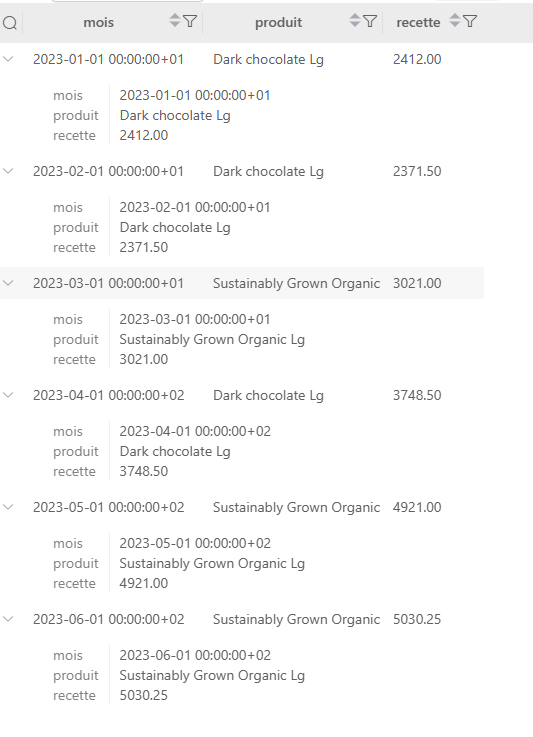 mois produit recette
2023-01-01 00:00:00+01 Dark chocolate Lg 2412.00
mois 2023-01-01 00:00:00+01
produit Dark chocolate Lg
recette 2412.00
2023-02-01 00:00:00+01 Dark chocolate Lg 2371.50
mois 2023-02-01 00:00:00+01
produit Dark chocolate Lg
recette 2371.50
2023-03-01 00:00:00+01 Sustainably Grown Organic 3021.00
mois 2023-03-01 00:00:00+01
produit Sustainably Grown Organic Lg
recette 3021.00
2023-04-01 00:00:00+02 Dark chocolate Lg 3748.50
mois 2023-04-01 00:00:00+02
produit Dark chocolate Lg
recette 3748.50
2023-05-01 00:00:00+02 Sustainably Grown Organic 4921.00
mois 2023-05-01 00:00:00+02
produit Sustainably Grown Organic Lg
recette 4921.00
2023-06-01 00:00:00+02 Sustainably Grown Organic 5030.25
mois 2023-06-01 00:00:00+02
produit Sustainably Grown Organic Lg
recette 5030.25